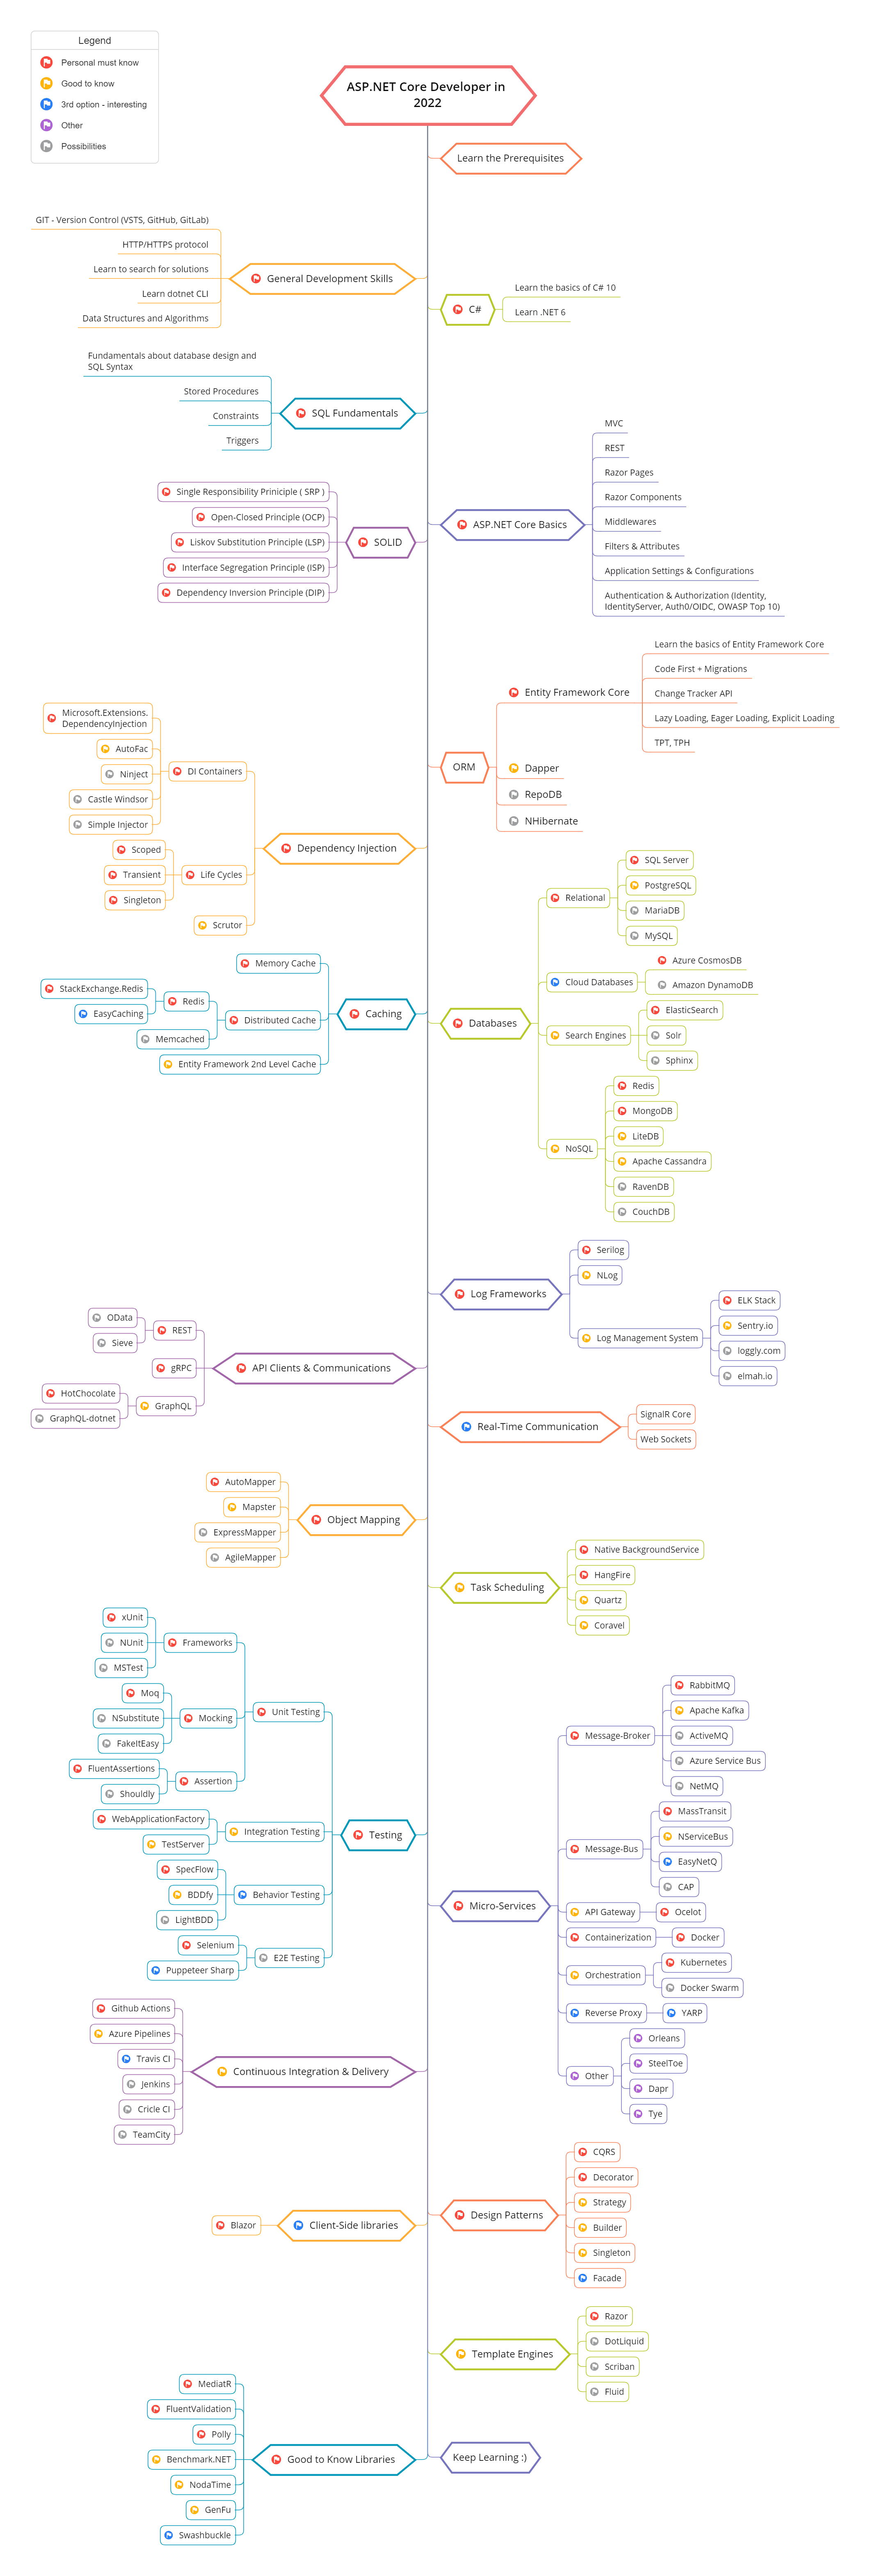 Legend
Personal must know
Good to know
3rd option - interesting
Other
Possibilities
ASP.NET Core Developer in
2022
Learn the Prerequisites
GIT - Version Control (VSTS, GitHub, GitLab)
HTTP/HTTPS protocol
Learn to search for solutions
Learn dotnet CLI
Data Structures and Algorithms
General Development Skills
C#
Learn the basics of C# 10
Learn .NET 6
Fundamentals about database design and
SQL Syntax
Stored Procedures
Constraints
Triggers
SQL Fundamentals
ASP.NET Core Basics
MVC
REST
Razor Pages
Razor Components
Middlewares
Filters & Attributes
Application Settings & Configurations
Authentication & Authorization (Identity,
IdentityServer, Auth0/OIDC, OWASP Top 10)
Single Responsibility Priniciple ( SRP )
Open-Closed Principle (OCP)
Liskov Substitution Principle (LSP)
Interface Segregation Principle (ISP)
Dependency Inversion Principle (DIP)
SOLID
ORM
Entity Framework Core
Learn the basics of Entity Framework Core
Code First + Migrations
Change Tracker API
Lazy Loading, Eager Loading, Explicit Loading
TPT, TPH
Dapper
RepoDB
NHibernate
Microsoft.Extensions.
DependencyInjection
AutoFac
Ninject
Castle Windsor
Simple Injector
DI Containers
Scoped
Transient
Singleton
Life Cycles
Scrutor
Dependency Injection
Databases
Relational
SQL Server
PostgreSQL
MariaDB
MySQL
Cloud Databases
Azure CosmosDB
Amazon DynamoDB
Search Engines
ElasticSearch
Solr
Sphinx
NoSQL
Redis
MongoDB
LiteDB
Apache Cassandra
RavenDB
CouchDB
Memory Cache
StackExchange.Redis
EasyCaching
Redis
Memcached
Distributed Cache
Entity Framework 2nd Level Cache
Caching
Log Frameworks
Serilog
NLog
Log Management System
ELK Stack
Sentry.io
loggly.com
elmah.io
OData
Sieve
REST
gRPC
HotChocolate
GraphQL-dotnet
GraphQL
API Clients & Communications
Real-Time Communication
SignalR Core
Web Sockets
AutoMapper
Mapster
ExpressMapper
AgileMapper
Object Mapping
Task Scheduling
Native BackgroundService
HangFire
Quartz
Coravel
xUnit
NUnit
MSTest
Frameworks
Moq
NSubstitute
FakeItEasy
Mocking
FluentAssertions
Shouldly
Assertion
Unit Testing
WebApplicationFactory
TestServer
Integration Testing
SpecFlow
BDDfy
LightBDD
Behavior Testing
Selenium
Puppeteer Sharp
E2E Testing
Testing
Micro-Services
Message-Broker
RabbitMQ
Apache Kafka
ActiveMQ
Azure Service Bus
NetMQ
Message-Bus
MassTransit
NServiceBus
EasyNetQ
CAP
API Gateway
Ocelot
Containerization
Docker
Orchestration
Kubernetes
Docker Swarm
Reverse Proxy
YARP
Other
Orleans
SteelToe
Dapr
Tye
Github Actions
Azure Pipelines
Travis CI
Jenkins
Cricle CI
TeamCity
Continuous Integration & Delivery
Design Patterns
CQRS
Decorator
Strategy
Builder
Singleton
Facade
Blazor
Client-Side libraries
Template Engines
Razor
DotLiquid
Scriban
Fluid
MediatR
FluentValidation
Polly
Benchmark.NET
NodaTime
GenFu
Swashbuckle
Good to Know Libraries
Keep Learning :)